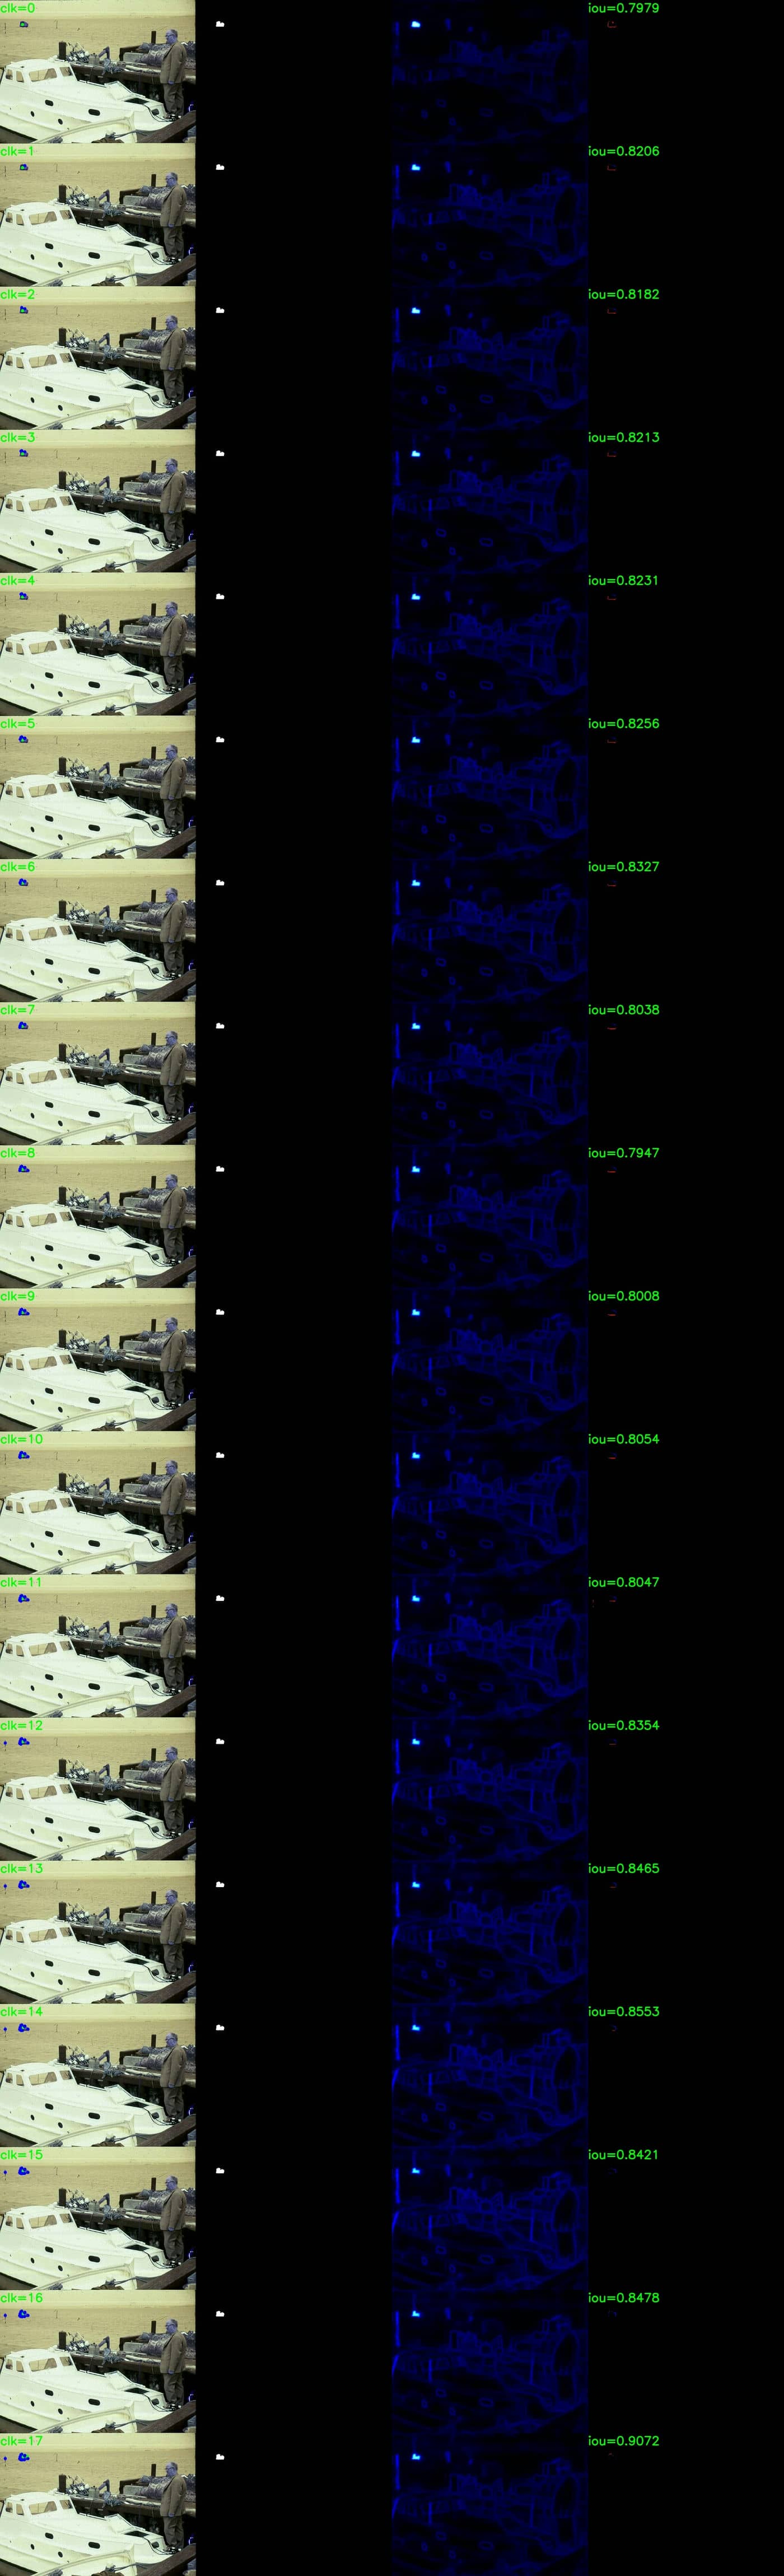 clk=0 iou=0.7979
clk=1 iou=0.8206
clk=2 iou=0.8182
clk=3 iou=0.8213
clk=4 iou=0.8231
clk=5 iou=0.8256
clk=6 iou=0.8327
clk=7 iou=0.8038
clk=8 iou=0.7947
clk=9 iou=0.8008
clk=10 iou=0.8054
clk=11 iou=0.8047
clk=12 iou=0.8354
clk=13 iou=0.8465
clk=14 iou=0.8553
clk=15 iou=0.8421
clk=16 iou=0.8478
clk=17 iou=0.9072